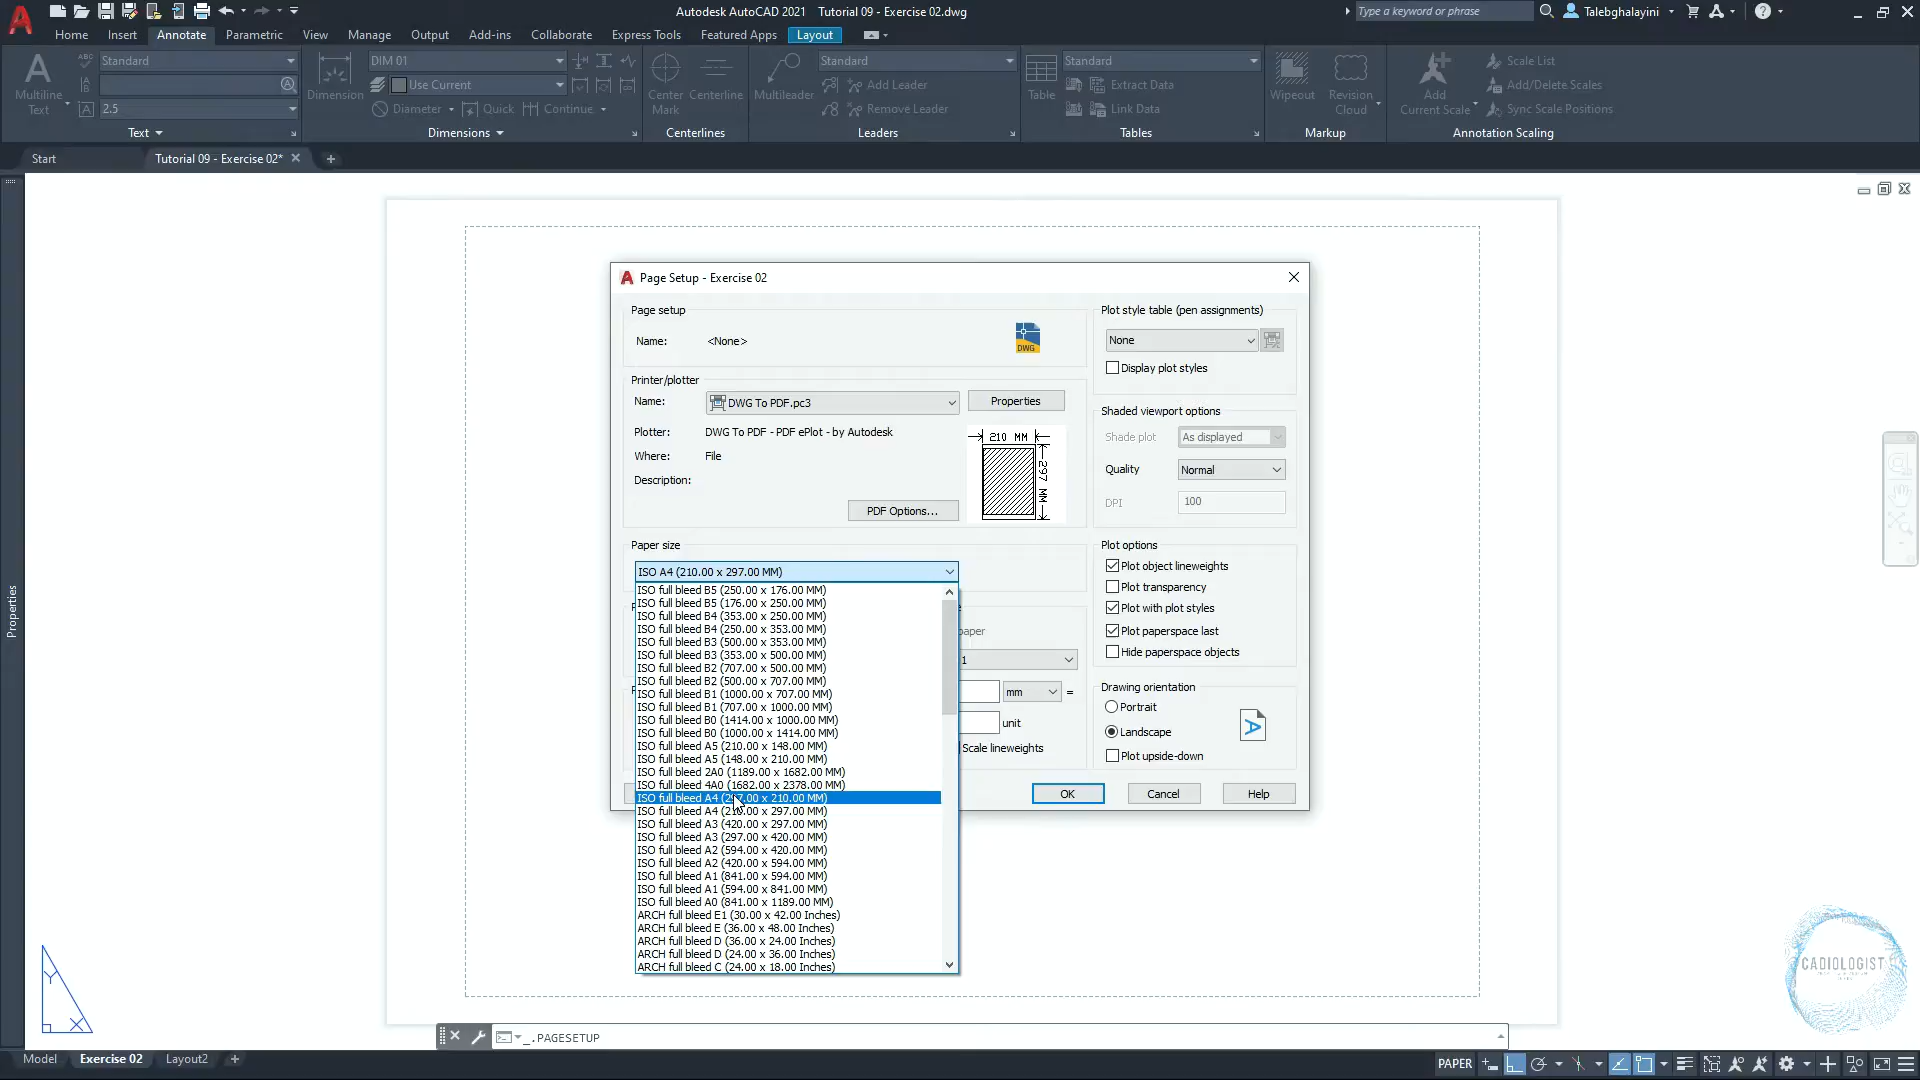 Autodesk AutoCAD 2021 Tutorial 09 - Exercise 02.dwg
Type a keyword or phrase
Talebghalayini
Home Insert Annotate Parametric View Manage Output Add-ins Collaborate Express Tools Featured Apps Layout
Multiline Text
Standard
2.5
Text
Dimension
DIM 01
Use Current
Diameter Quick Continue
Dimensions
Center Mark
Centerline
Centerlines
Multileader
Standard
Add Leader
Remove Leader
Leaders
Table
Standard
Extract Data
Link Data
Tables
Wipeout
Revision Cloud
Markup
Add Current Scale
Scale List
Add/Delete Scales
Sync Scale Positions
Annotation Scaling
Start
Tutorial 09 - Exercise 02*
Properties
Page Setup - Exercise 02
Page setup
Name: <None>
DWG
Printer/plotter
Name: DWG To PDF.pc3
Properties
Plotter: DWG To PDF - PDF ePlot - by Autodesk
Where: File
Description:
PDF Options...
210 MM
297 MM
Paper size
ISO A4 (210.00 x 297.00 MM)
ISO full bleed B5 (250.00 x 176.00 MM)
ISO full bleed B5 (176.00 x 250.00 MM)
ISO full bleed B4 (353.00 x 250.00 MM)
ISO full bleed B4 (250.00 x 353.00 MM)
ISO full bleed B3 (500.00 x 353.00 MM)
ISO full bleed B3 (353.00 x 500.00 MM)
ISO full bleed B2 (707.00 x 500.00 MM)
ISO full bleed B2 (500.00 x 707.00 MM)
ISO full bleed B1 (1000.00 x 707.00 MM)
ISO full bleed B1 (707.00 x 1000.00 MM)
ISO full bleed B0 (1414.00 x 1000.00 MM)
ISO full bleed B0 (1000.00 x 1414.00 MM)
ISO full bleed A5 (210.00 x 148.00 MM)
ISO full bleed A5 (148.00 x 210.00 MM)
ISO full bleed 2A0 (1189.00 x 1682.00 MM)
ISO full bleed 4A0 (1682.00 x 2378.00 MM)
ISO full bleed A4 (297.00 x 210.00 MM)
ISO full bleed A4 (210.00 x 297.00 MM)
ISO full bleed A3 (420.00 x 297.00 MM)
ISO full bleed A3 (297.00 x 420.00 MM)
ISO full bleed A2 (594.00 x 420.00 MM)
ISO full bleed A2 (420.00 x 594.00 MM)
ISO full bleed A1 (841.00 x 594.00 MM)
ISO full bleed A1 (594.00 x 841.00 MM)
ISO full bleed A0 (841.00 x 1189.00 MM)
ARCH full bleed E1 (30.00 x 42.00 Inches)
ARCH full bleed E (36.00 x 48.00 Inches)
ARCH full bleed D (36.00 x 24.00 Inches)
ARCH full bleed D (24.00 x 36.00 Inches)
ARCH full bleed C (24.00 x 18.00 Inches)
paper
1
mm =
unit
Scale lineweights
Plot style table (pen assignments)
None
Display plot styles
Shaded viewport options
Shade plot As displayed
Quality Normal
DPI 100
Plot options
Plot object lineweights
Plot transparency
Plot with plot styles
Plot paperspace last
Hide paperspace objects
Drawing orientation
Portrait
Landscape
Plot upside-down
A
OK Cancel Help
Y
X
CADIOLOGIST
_.PAGESETUP
Model Exercise 02 Layout2 +
PAPER